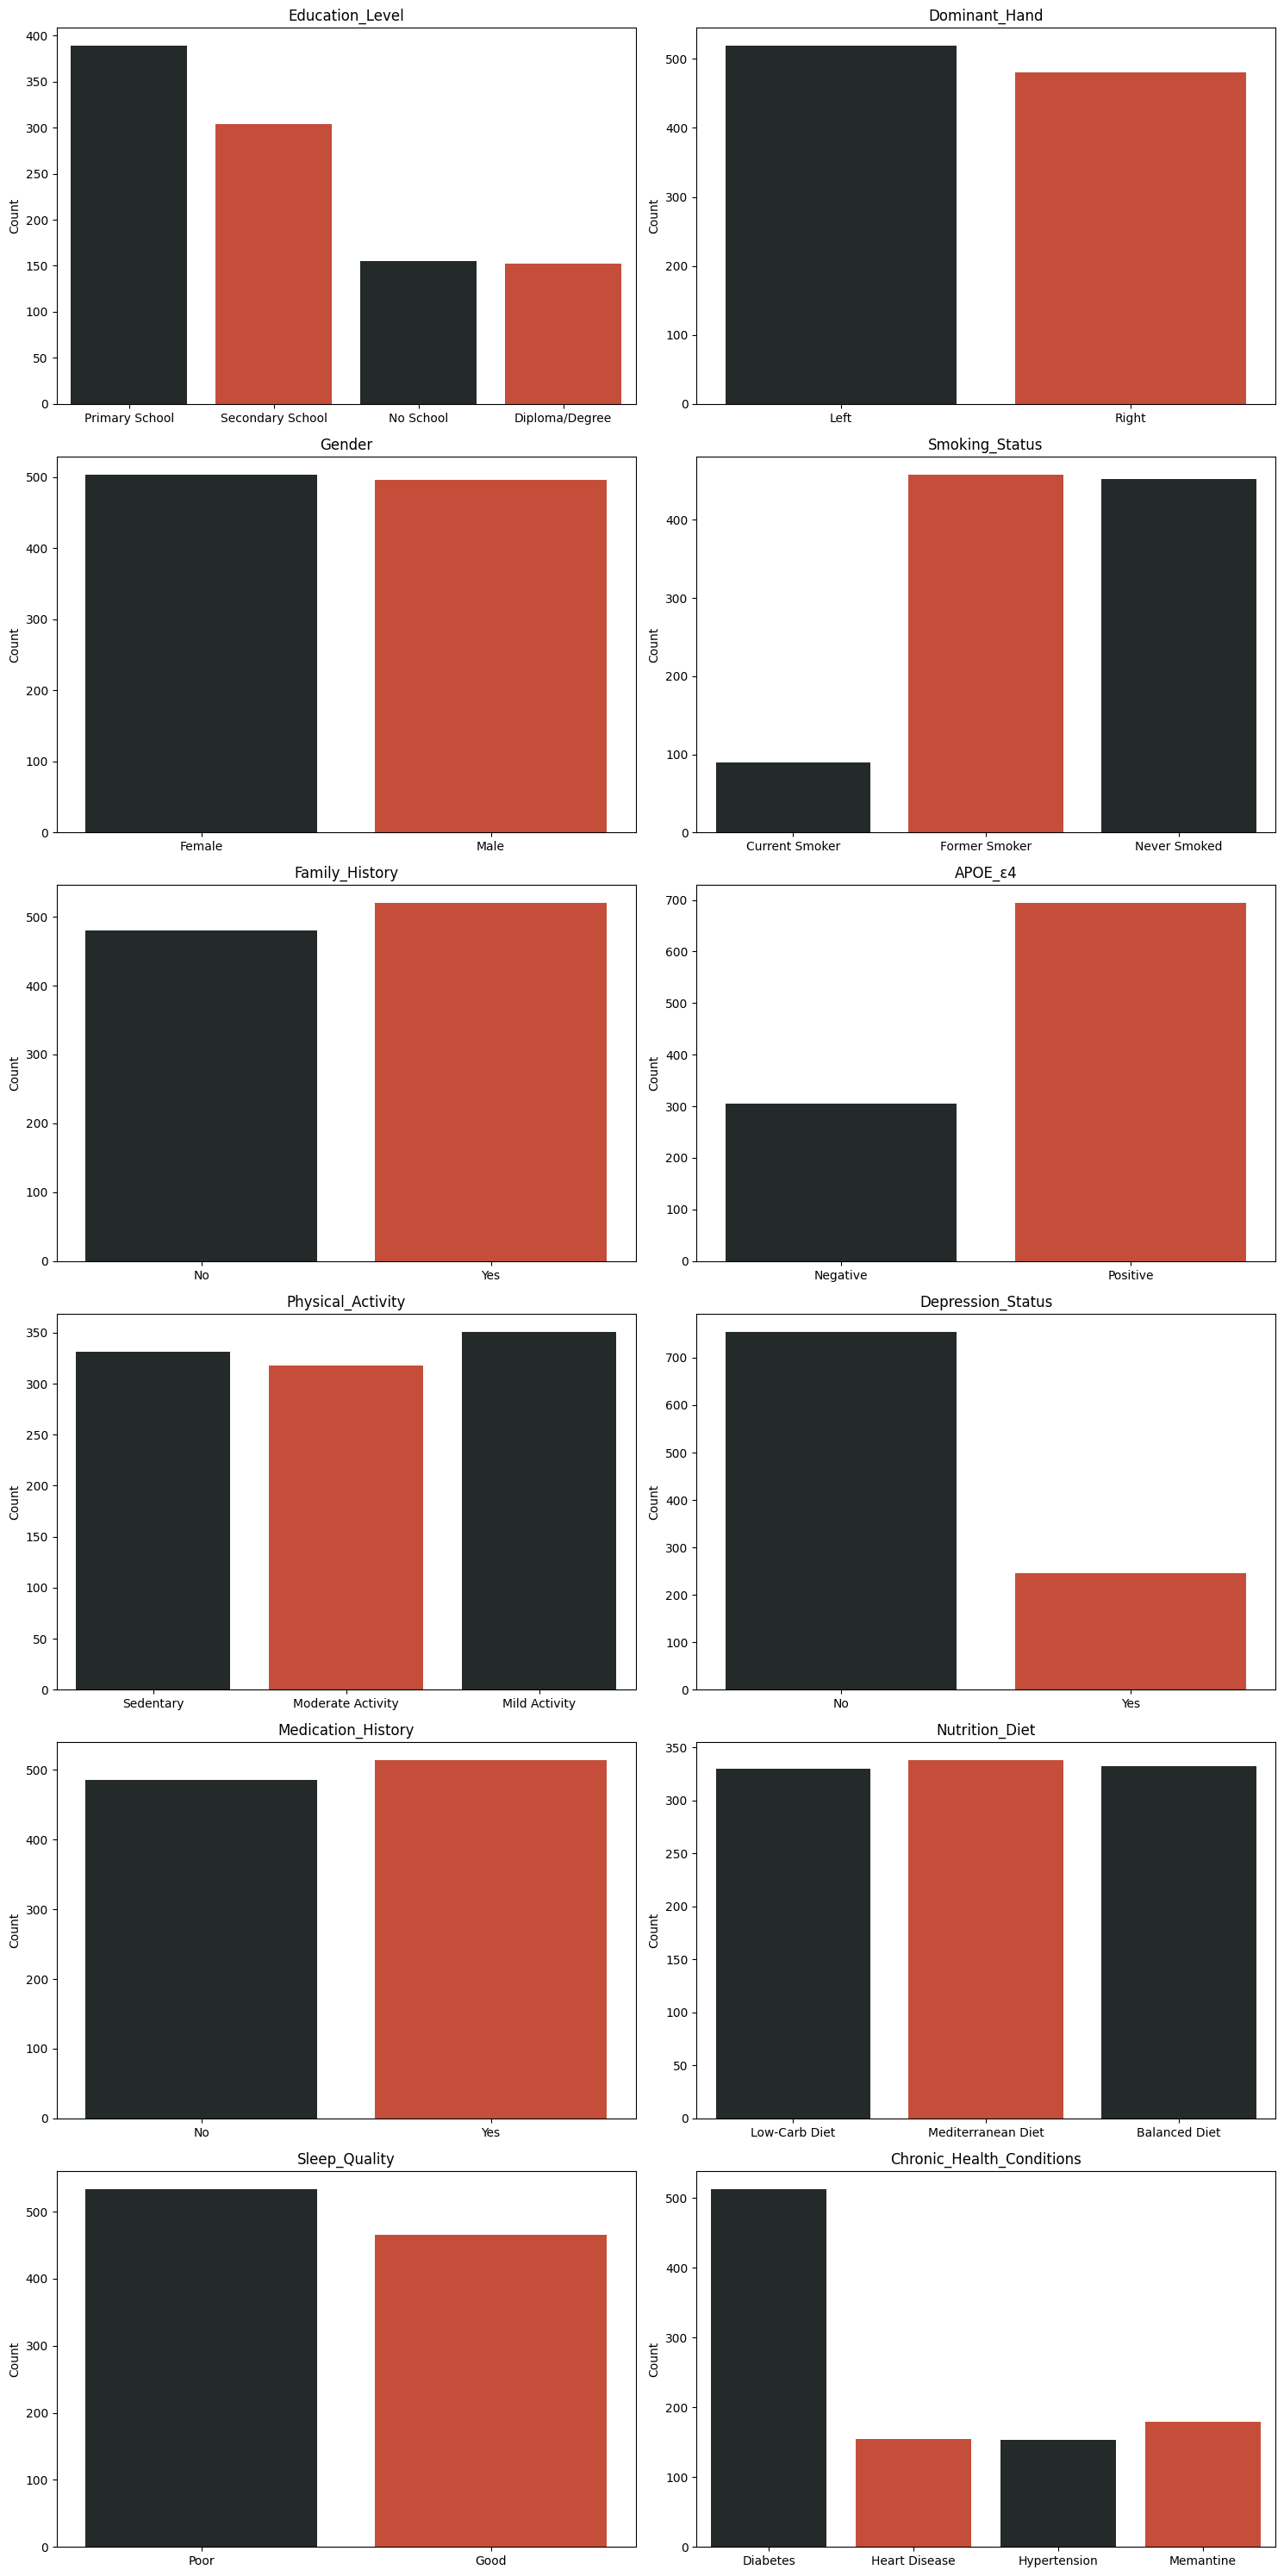 Education_Level
Count
400
350
300
250
200
150
100
50
0
Primary School
Secondary School
No School
Diploma/Degree
Dominant_Hand
Count
500
400
300
200
100
0
Left
Right
Gender
Count
500
400
300
200
100
0
Female
Male
Smoking_Status
Count
400
300
200
100
0
Current Smoker
Former Smoker
Never Smoked
Family_History
Count
500
400
300
200
100
0
No
Yes
APOE_ε4
Count
700
600
500
400
300
200
100
0
Negative
Positive
Physical_Activity
Count
350
300
250
200
150
100
50
0
Sedentary
Moderate Activity
Mild Activity
Depression_Status
Count
700
600
500
400
300
200
100
0
No
Yes
Medication_History
Count
500
400
300
200
100
0
No
Yes
Nutrition_Diet
Count
350
300
250
200
150
100
50
0
Low-Carb Diet
Mediterranean Diet
Balanced Diet
Sleep_Quality
Count
500
400
300
200
100
0
Poor
Good
Chronic_Health_Conditions
Count
500
400
300
200
100
0
Diabetes
Heart Disease
Hypertension
Memantine